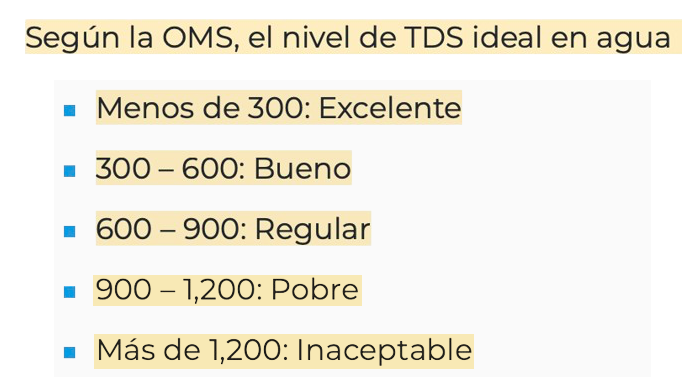 Según la OMS, el nivel de TDS ideal en agua
Menos de 300: Excelente
300 – 600: Bueno
600 – 900: Regular
900 – 1,200: Pobre
Más de 1,200: Inaceptable